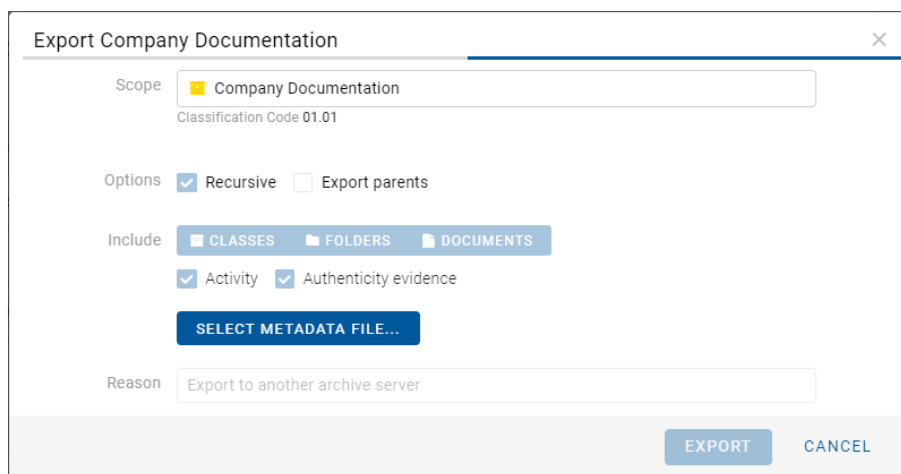 Export Company Documentation
Scope
Company Documentation
Classification Code 01.01
Options Recursive Export parents
Include CLASSES FOLDERS DOCUMENTS
Activity Authenticity evidence
SELECT METADATA FILE...
Reason Export to another archive server
EXPORT CANCEL